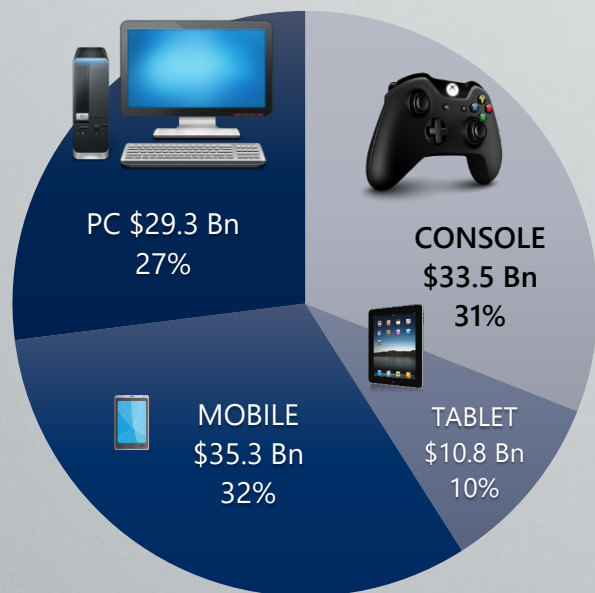 PC $29.3 Bn
27%
CONSOLE
$33.5 Bn
31%
MOBILE
$35.3 Bn
32%
TABLET
$10.8 Bn
10%